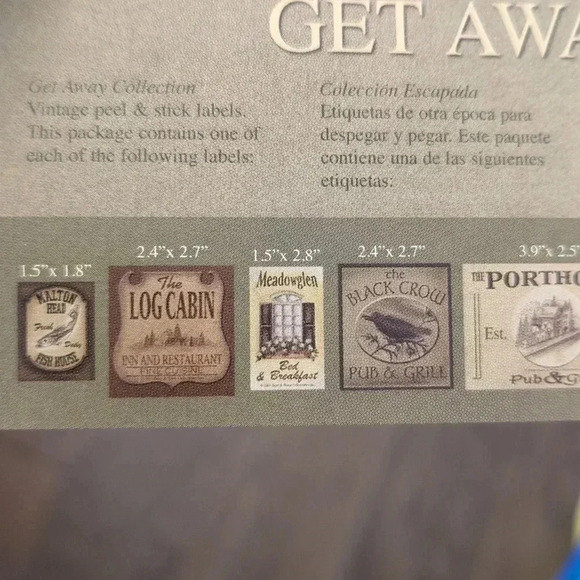 GET AWA
Get Away Collection
Vintage peel & stick labels.
This package contains one of
each of the following labels:
Colección Escapada
Etiquetas de otra época para
despegar y pegar. Este paquete
contiene una de las siguientes
etiquetas:
1.5”x 1.8”
2.4”x 2.7”
1.5”x 2.8”
2.4”x 2.7”
3.9”x 2.5”
MALTON
HEAD
Fresh
Daily
FISH HOUSE
The
LOG CABIN
INN AND RESTAURANT
FINE CUISINE
Meadowglen
Bed
& Breakfast
the
BLACK CROW
PUB & GRILL
THE PORTHO
Est.
Pub & G